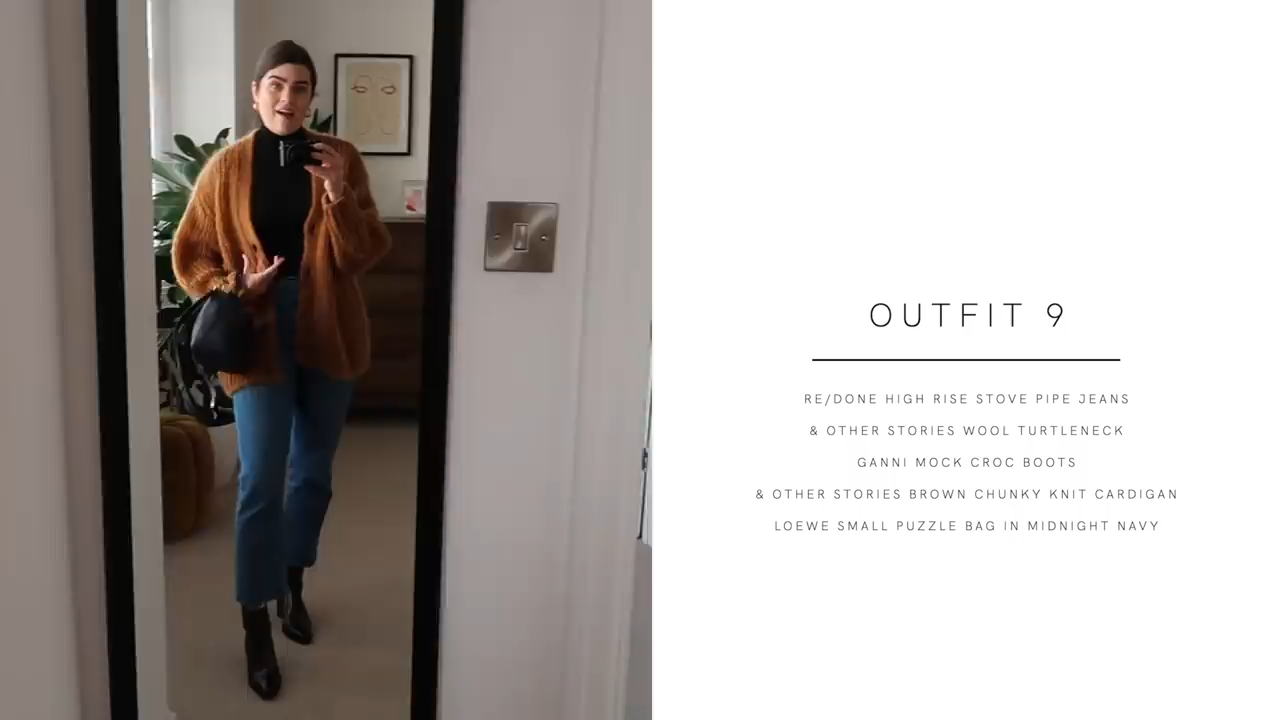 OUTFIT 9
RE/DONE HIGH RISE STOVE PIPE JEANS
& OTHER STORIES WOOL TURTLENECK
GANNI MOCK CROC BOOTS
& OTHER STORIES BROWN CHUNKY KNIT CARDIGAN
LOEWE SMALL PUZZLE BAG IN MIDNIGHT NAVY